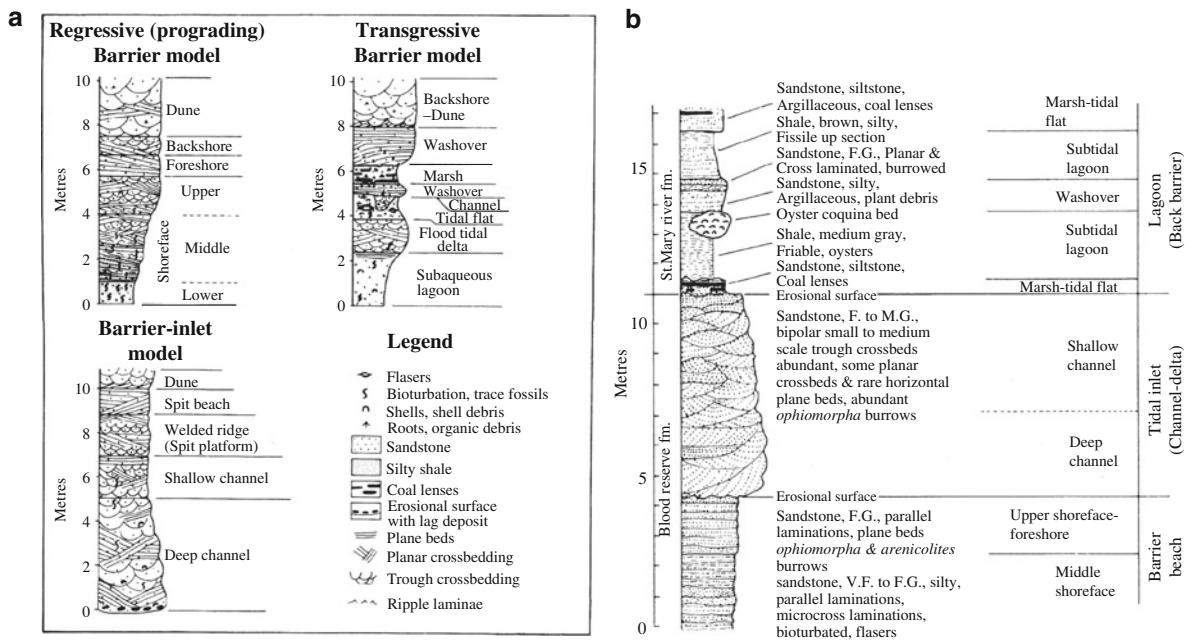 a
Regressive (prograding)
Barrier model
Metres
10
8
6
4
2
0
Dune
Backshore
Foreshore
Upper
Middle
Lower
Shoreface
Transgressive
Barrier model
Metres
10
8
6
4
2
0
Backshore
–Dune
Washover
Marsh
Washover
Channel
Tidal flat
Flood tidal
delta
Subaqueous
lagoon
Barrier-inlet
model
Metres
10
8
6
4
2
0
Dune
Spit beach
Welded ridge
(Spit platform)
Shallow channel
Deep channel
Legend
Flasers
Bioturbation, trace fossils
Shells, shell debris
Roots, organic debris
Sandstone
Silty shale
Coal lenses
Erosional surface
with lag deposit
Plane beds
Planar crossbedding
Trough crossbedding
Ripple laminae
b
Metres
15
10
5
0
St.Mary river fm.
Blood reserve fm.
Sandstone, siltstone,
Argillaceous, coal lenses
Shale, brown, silty,
Fissile up section
Sandstone, F.G., Planar &
Cross laminated, burrowed
Sandstone, silty,
Argillaceous, plant debris
Oyster coquina bed
Shale, medium gray,
Friable, oysters
Sandstone, siltstone,
Coal lenses
Erosional surface
Sandstone, F. to M.G.,
bipolar small to medium
scale trough crossbeds
abundant, some planar
crossbeds & rare horizontal
plane beds, abundant
ophiomorpha burrows
Erosional surface
Sandstone, F.G., parallel
laminations, plane beds
ophiomorpha & arenicolites
burrows
sandstone, V.F. to F.G., silty,
parallel laminations,
microcross laminations,
bioturbated, flasers
Marsh-tidal
flat
Subtidal
lagoon
Washover
Subtidal
lagoon
Marsh-tidal flat
Shallow
channel
Deep
channel
Upper shoreface-
foreshore
Middle
shoreface
Lagoon
(Back barrier)
Tidal inlet
(Channel-delta)
Barrier
beach